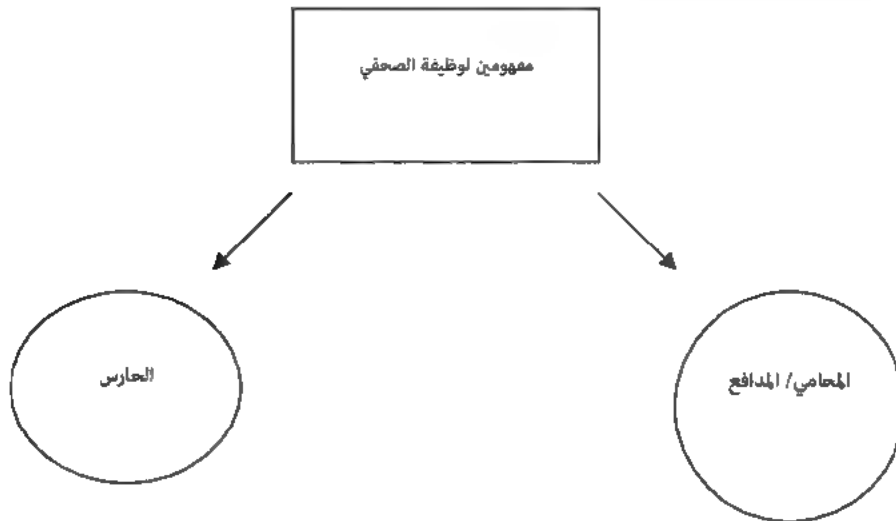 مفهومين لوظيفة الصحفي
المحامي/ المدافع
الحارس